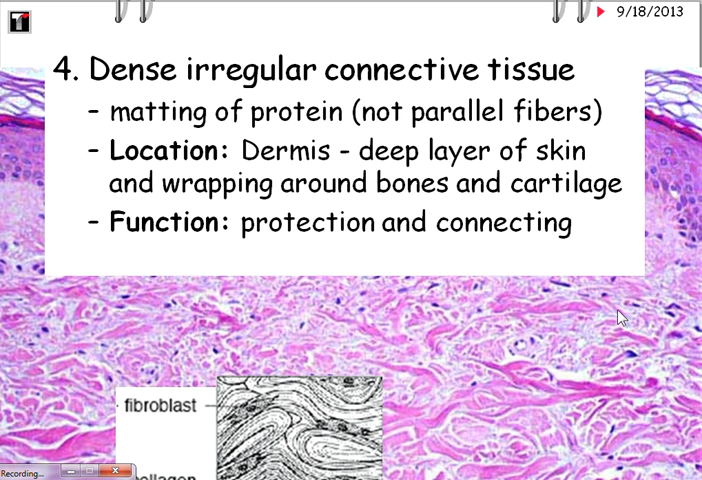 9/18/2013
4. Dense irregular connective tissue
- matting of protein (not parallel fibers)
- Location: Dermis - deep layer of skin
and wrapping around bones and cartilage
- Function: protection and connecting
fibroblast
Recording...